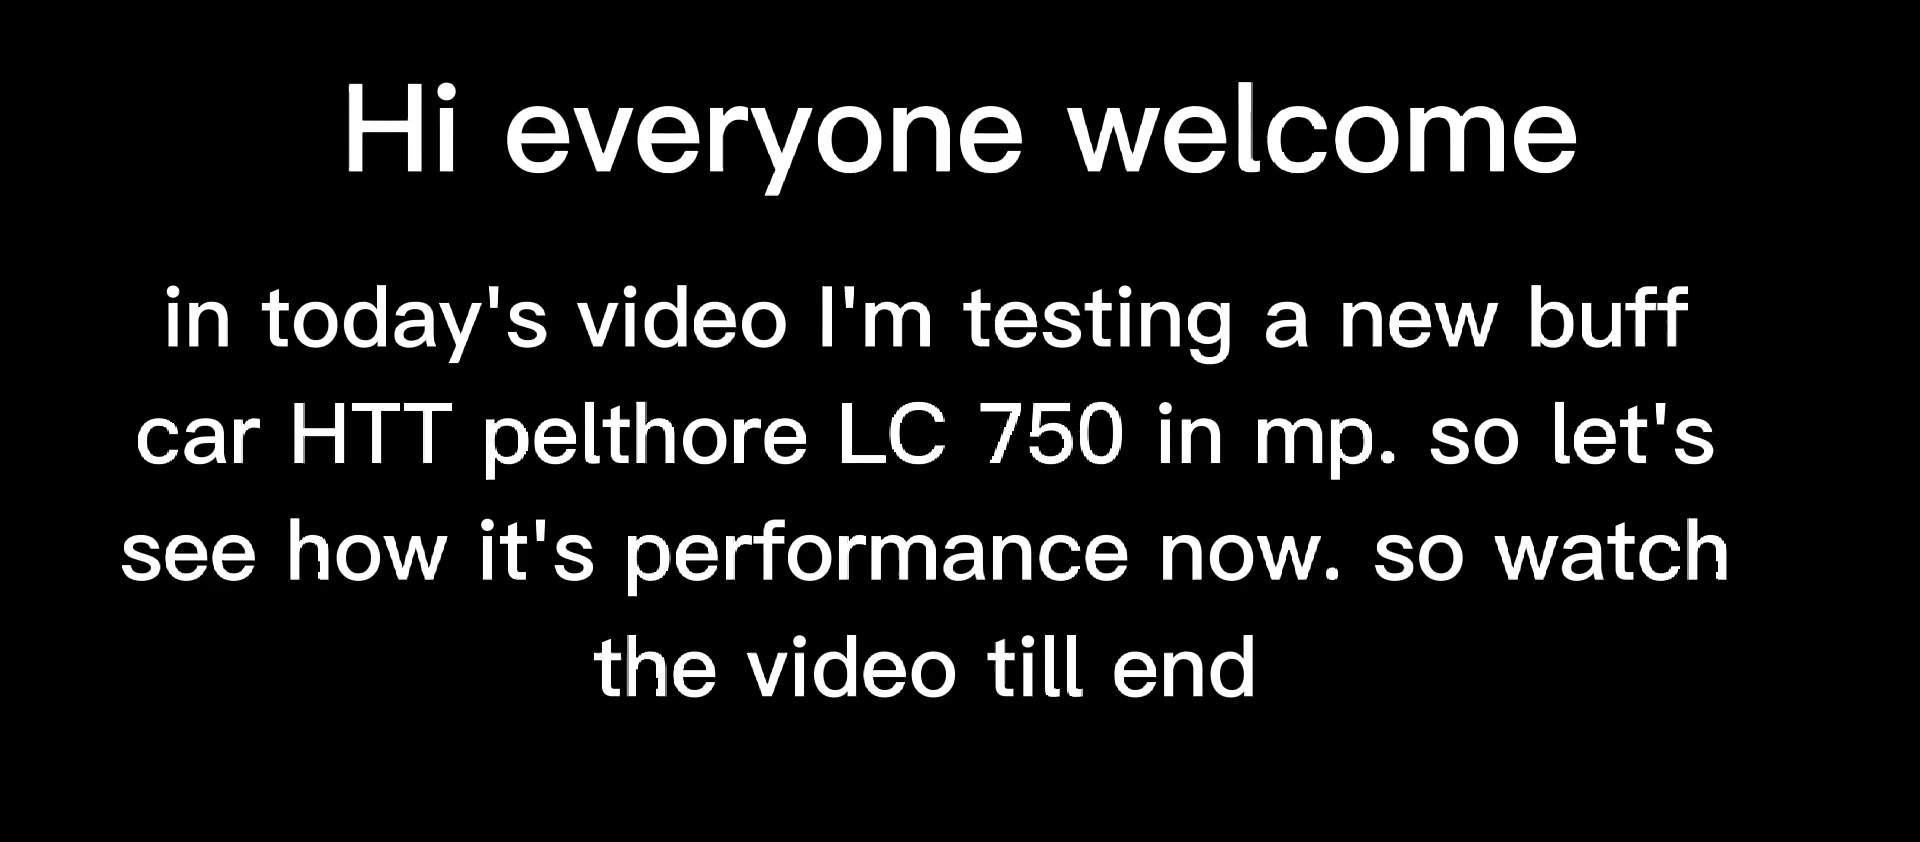 Hi everyone welcome
in today's video I'm testing a new buff
car HTT pelthore LC 750 in mp. so let's
see how it's performance now. so watch
the video till end